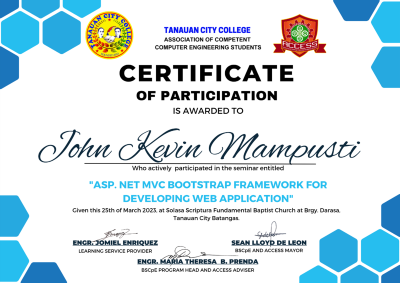 TANAUAN CITY COLLEGE
TANAUAN CITY COLLEGE
ASSOCIATION OF COMPETENT
COMPUTER ENGINEERING STUDENTS
ACCESS
CERTIFICATE
OF PARTICIPATION
IS AWARDED TO
John Kevin Mampusti
Who actively participated in the seminar entitled
"ASP. NET MVC BOOTSTRAP FRAMEWORK FOR
DEVELOPING WEB APPLICATION"
Given this 25th of March 2023, at Solasa Scriptura Fundamental Baptist Church at Brgy. Darasa,
Tanauan City Batangas.
ENGR. JOMIEL ENRIQUEZ
LEARNING SERVICE PROVIDER
SEAN LLOYD DE LEON
BSCpE AND ACCESS MAYOR
ENGR. MARIA THERESA B. PRENDA
BSCpE PROGRAM HEAD AND ACCESS ADVISER